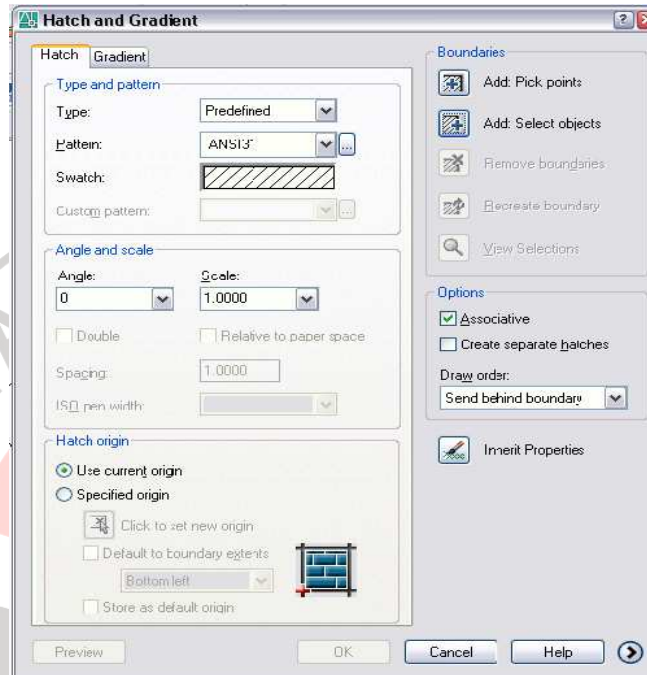 Hatch and Gradient
Hatch
Gradient
Type and pattern
Type:
Predefined
Pattern:
ANSI3
...
Swatch:
Custom pattern:
...
Angle and scale
Angle:
Scale:
0
1.0000
Double
Relative to paper space
Spacing:
1.0000
ISO pen width:
Hatch origin
Use current origin
Specified origin
Click to set new origin
Default to boundary extents
Bottom left
Store as default origin
Boundaries
Add: Pick points
Add: Select objects
Remove boundaries
Recreate boundary
View Selections
Options
Associative
Create separate hatches
Draw order:
Send behind boundary
Inherit Properties
Preview
OK
Cancel
Help